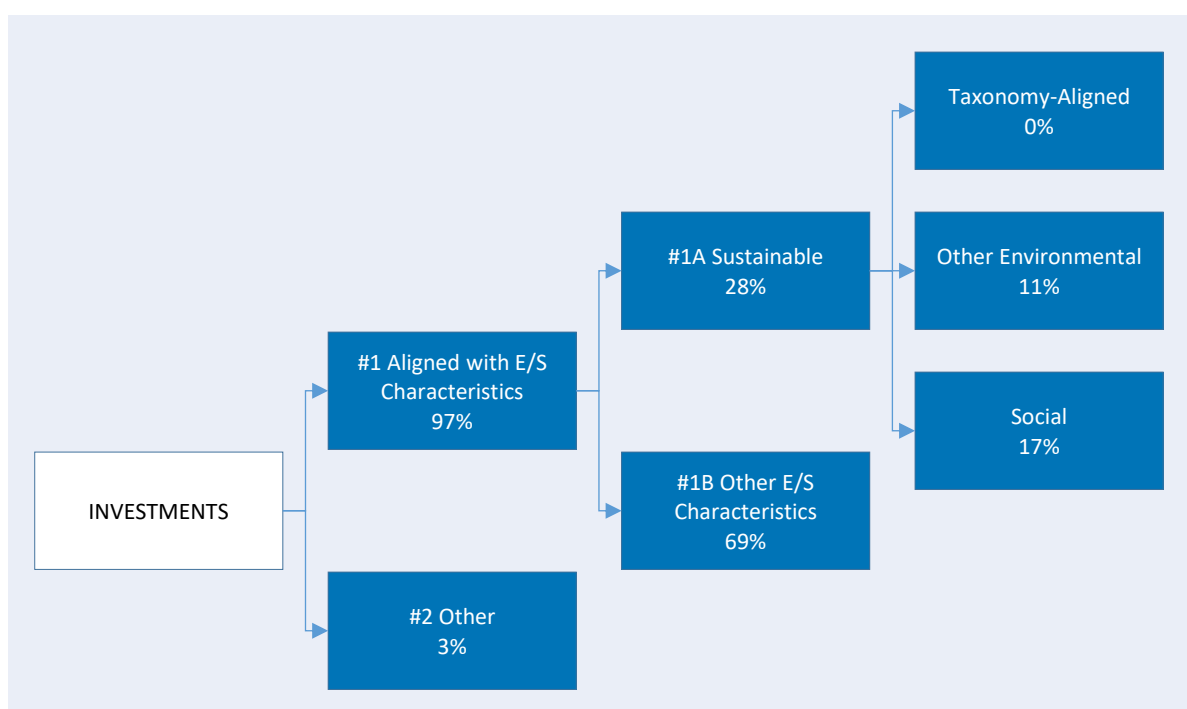 INVESTMENTS
#1 Aligned with E/S
Characteristics
97%
#2 Other
3%
#1A Sustainable
28%
#1B Other E/S
Characteristics
69%
Taxonomy-Aligned
0%
Other Environmental
11%
Social
17%